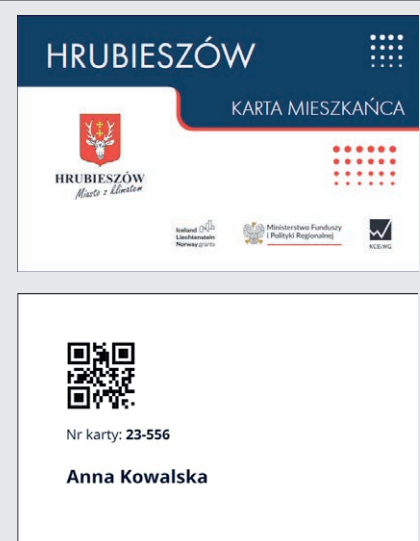 HRUBIESZÓW
KARTA MIESZKAŃCA
HRUBIESZÓW
Miasto z klimatem
Iceland
Liechtenstein
Norway grants
Ministerstwo Funduszy
i Polityki Regionalnej
Nr karty: 23-556
Anna Kowalska